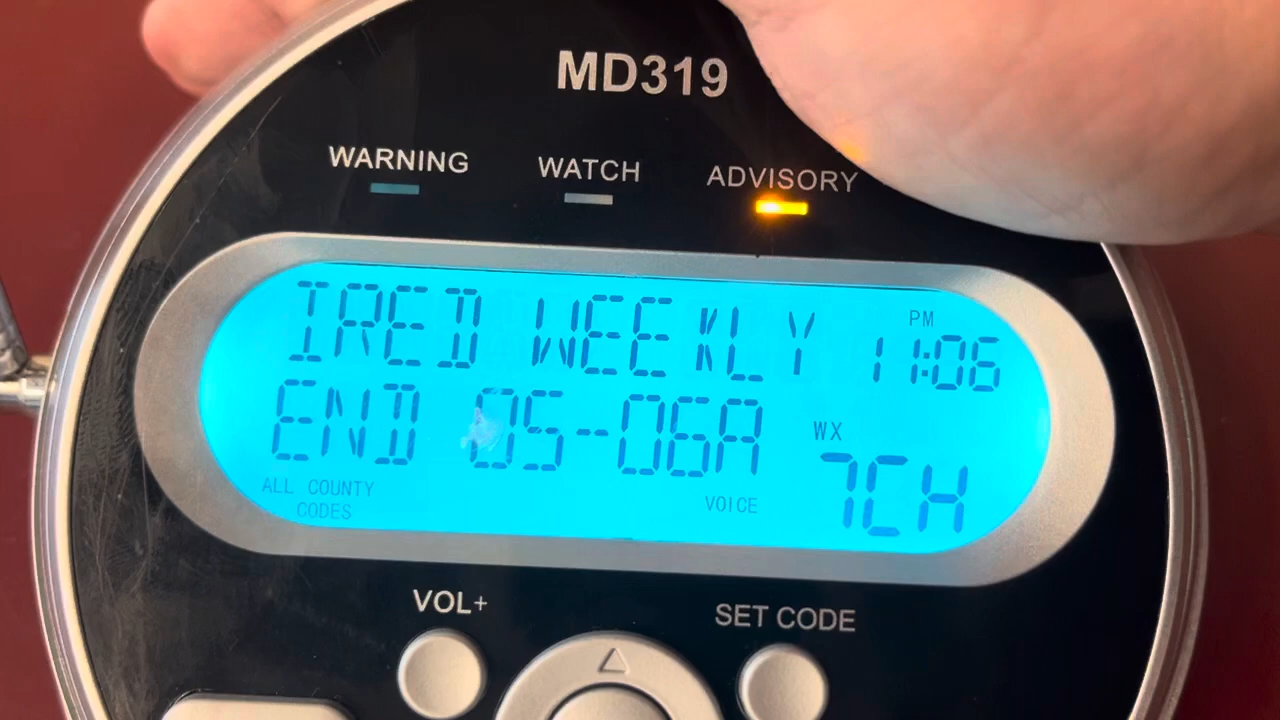 MD319
WARNING WATCH ADVISORY
IRED WEEKLY PM 11:06
END 05-06A WX 7CH
ALL COUNTY CODES VOICE
VOL+ SET CODE